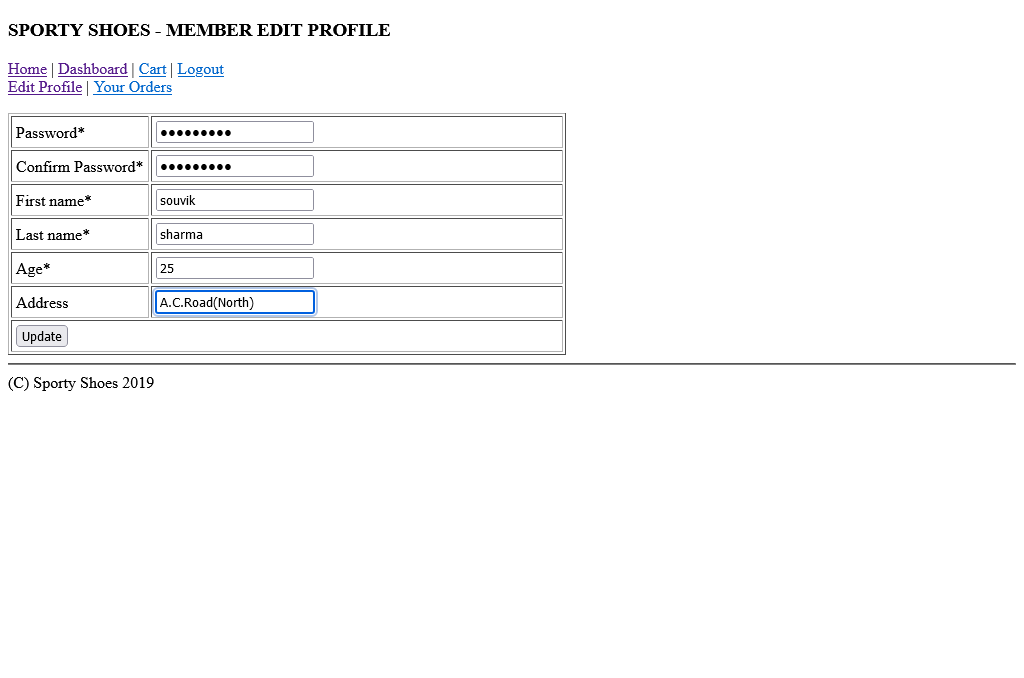 SPORTY SHOES - MEMBER EDIT PROFILE
Home | Dashboard | Cart | Logout
Edit Profile | Your Orders
Password* •••••••••
Confirm Password* •••••••••
First name* souvik
Last name* sharma
Age* 25
Address A.C.Road(North)
Update
(C) Sporty Shoes 2019